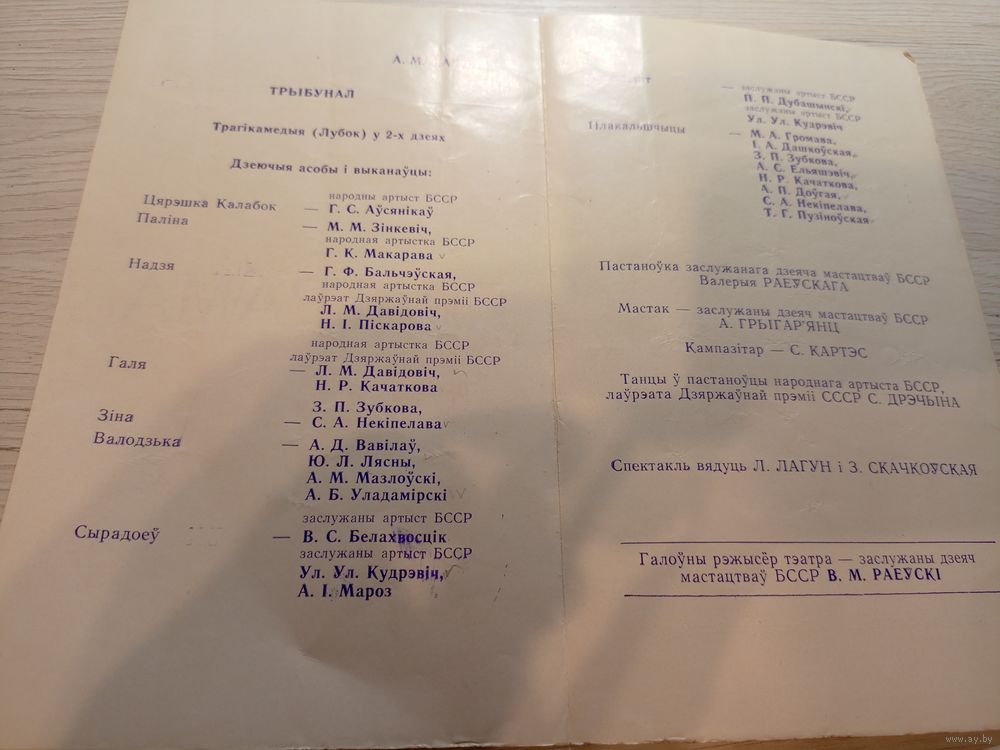 А. М.
ТРЫБУНАЛ
Трагікамедыя (Лубок) у 2-х дзеях
Дзеючыя асобы і выканаўцы:
народны артыст БССР
Цярэшка Калабок — Г. С. Аўсянікаў
Паліна — М. М. Зінкевіч,
народная артыстка БССР
Г. К. Макарава
Надзя — Г. Ф. Бальчэўская,
народная артыстка БССР
лаўрэат Дзяржаўнай прэміі БССР
Л. М. Давідовіч,
Н. І. Піскарова
народная артыстка БССР
лаўрэат Дзяржаўнай прэміі БССР
Галя — Л. М. Давідовіч,
Н. Р. Качаткова
З. П. Зубкова,
Зіна — С. А. Некіпелава
Валодзька — А. Д. Вавілаў,
Ю. Л. Лясны,
А. М. Мазлоўскі,
А. Б. Уладамірскі
заслужаны артыст БССР
Сырадоеў — В. С. Белахвосцік
заслужаны артыст БССР
Ул. Ул. Кудрэвіч,
А. І. Мароз
— заслужаны артыст БССР
П. П. Дубашынскі,
заслужаны артыст БССР
Ул. Ул. Кудрэвіч
Плакальшчыцы — М. А. Громава,
І. А. Дашкоўская,
З. П. Зубкова,
А. С. Ельяшэвіч,
Н. Р. Качаткова,
А. П. Доўгая,
С. А. Некіпелава,
Т. Г. Пузіноўская
Пастаноўка заслужанага дзеяча мастацтваў БССР
Валерыя РАЕЎСКАГА
Мастак — заслужаны дзеяч мастацтваў БССР
А. ГРЫГАР'ЯНЦ
Кампазітар — С. КАРТЭС
Танцы ў пастаноўцы народнага артыста БССР,
лаўрэата Дзяржаўнай прэміі СССР С. ДРЭЧЫНА
Спектакль вядуць Л. ЛАГУН і З. СКАЧКОЎСКАЯ
Галоўны рэжысёр тэатра — заслужаны дзеяч
мастацтваў БССР В. М. РАЕЎСКІ
www.ay.by